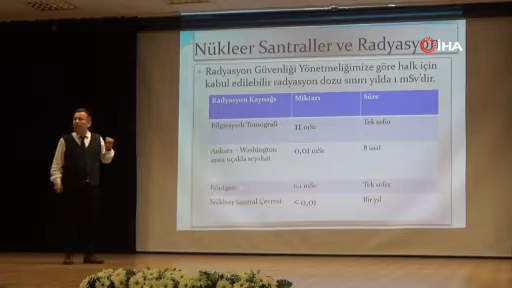 İHA
Nükleer Santraller ve Radyasyon
Radyasyon Güvenliği Yönetmeliğimize göre halk için
kabul edilebilir radyasyon dozu sınırı yılda 1 mSv'dir.
Radyasyon Kaynağı Miktarı Süre
Bilgisayarlı Tomografi 11 mSv Tek sefer
Ankara - Washington 0,01 mSv 8 saat
arası uçakla seyahat
Röntgen 0,1 mSv Tek sefer
Nükleer Santral Çevresi < 0,01 Bir yıl